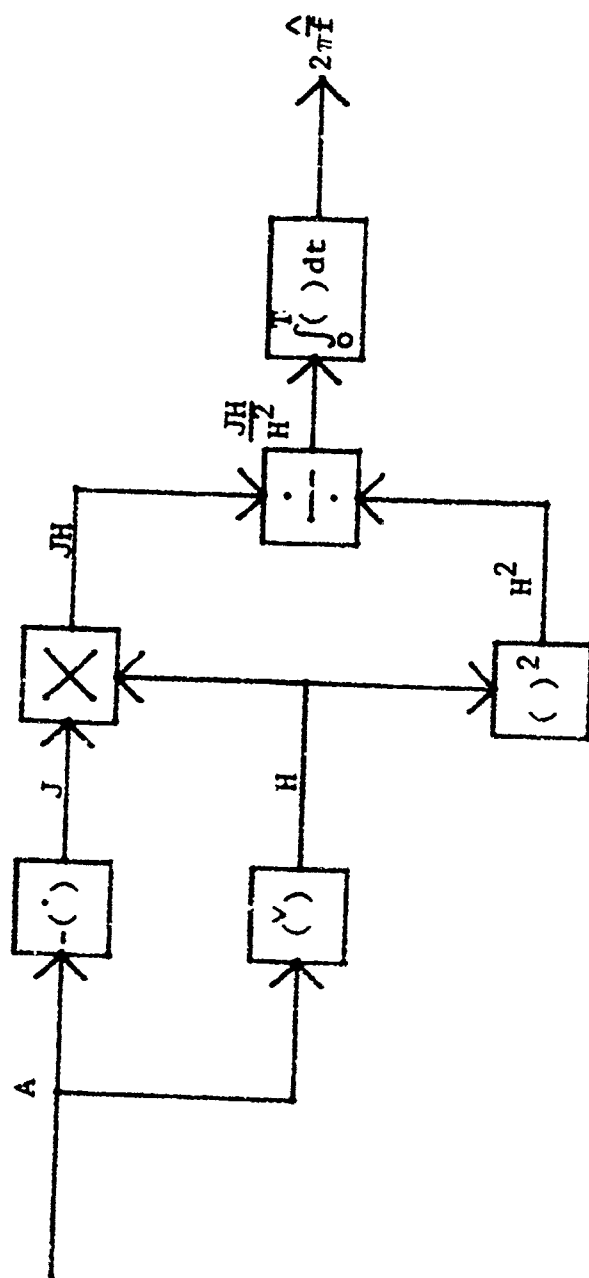 A
-(˙)
J
JH
(ˇ)
H
( )²
H²
÷
JH/H²
∫₀ᵀ( )dt
2πf̂